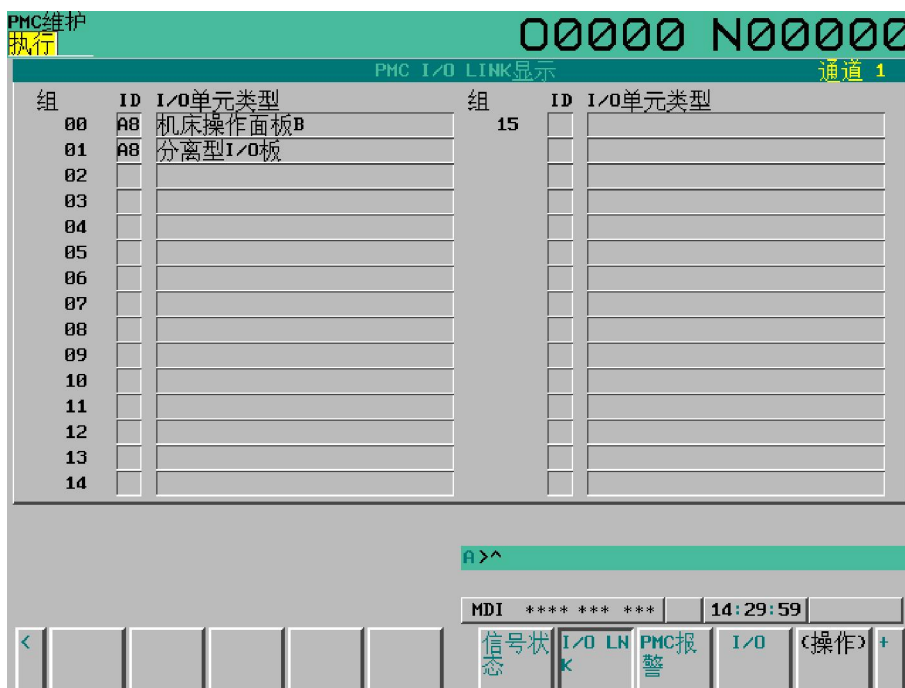 PMC维护
执行
O0000 N00000
PMC I/O LINK显示 通道 1
组 ID I/O单元类型 组 ID I/O单元类型
00 A8 机床操作面板B 15
01 A8 分离型I/O板
02
03
04
05
06
07
08
09
10
11
12
13
14
A>^
MDI **** *** *** 14:29:59
< 信号状态 I/O LNK PMC报警 I/O (操作) +